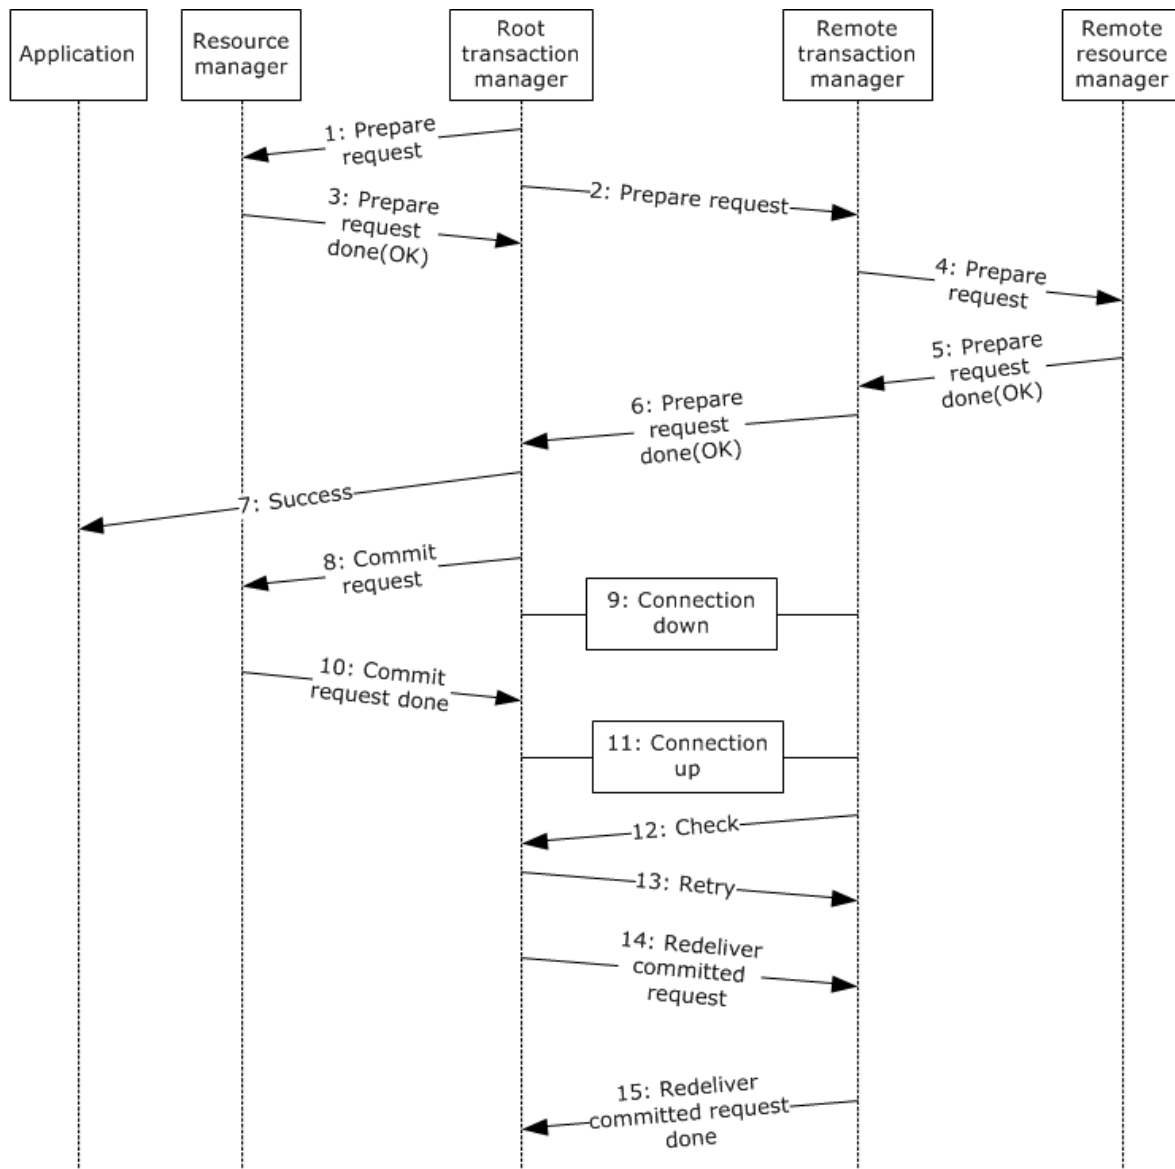 Application
Resource
manager
Root
transaction
manager
Remote
transaction
manager
Remote
resource
manager
1: Prepare
request
2: Prepare request
3: Prepare
request
done(OK)
4: Prepare
request
5: Prepare
request
done(OK)
6: Prepare
request
done(OK)
7: Success
8: Commit
request
9: Connection
down
10: Commit
request done
11: Connection
up
12: Check
13: Retry
14: Redeliver
committed
request
15: Redeliver
committed request
done